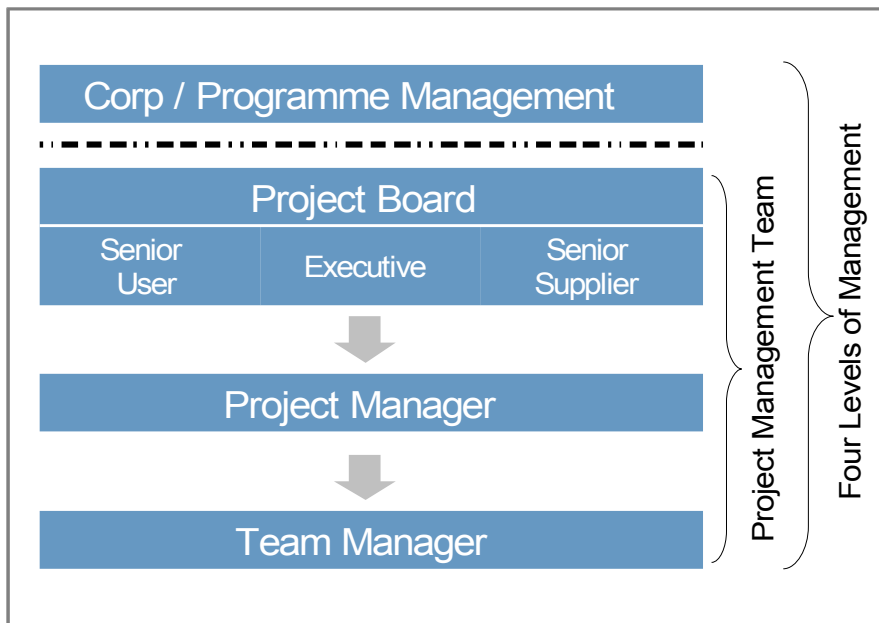 Corp / Programme Management
Project Board
Senior
User
Executive
Senior
Supplier
Project Manager
Team Manager
Project Management Team
Four Levels of Management